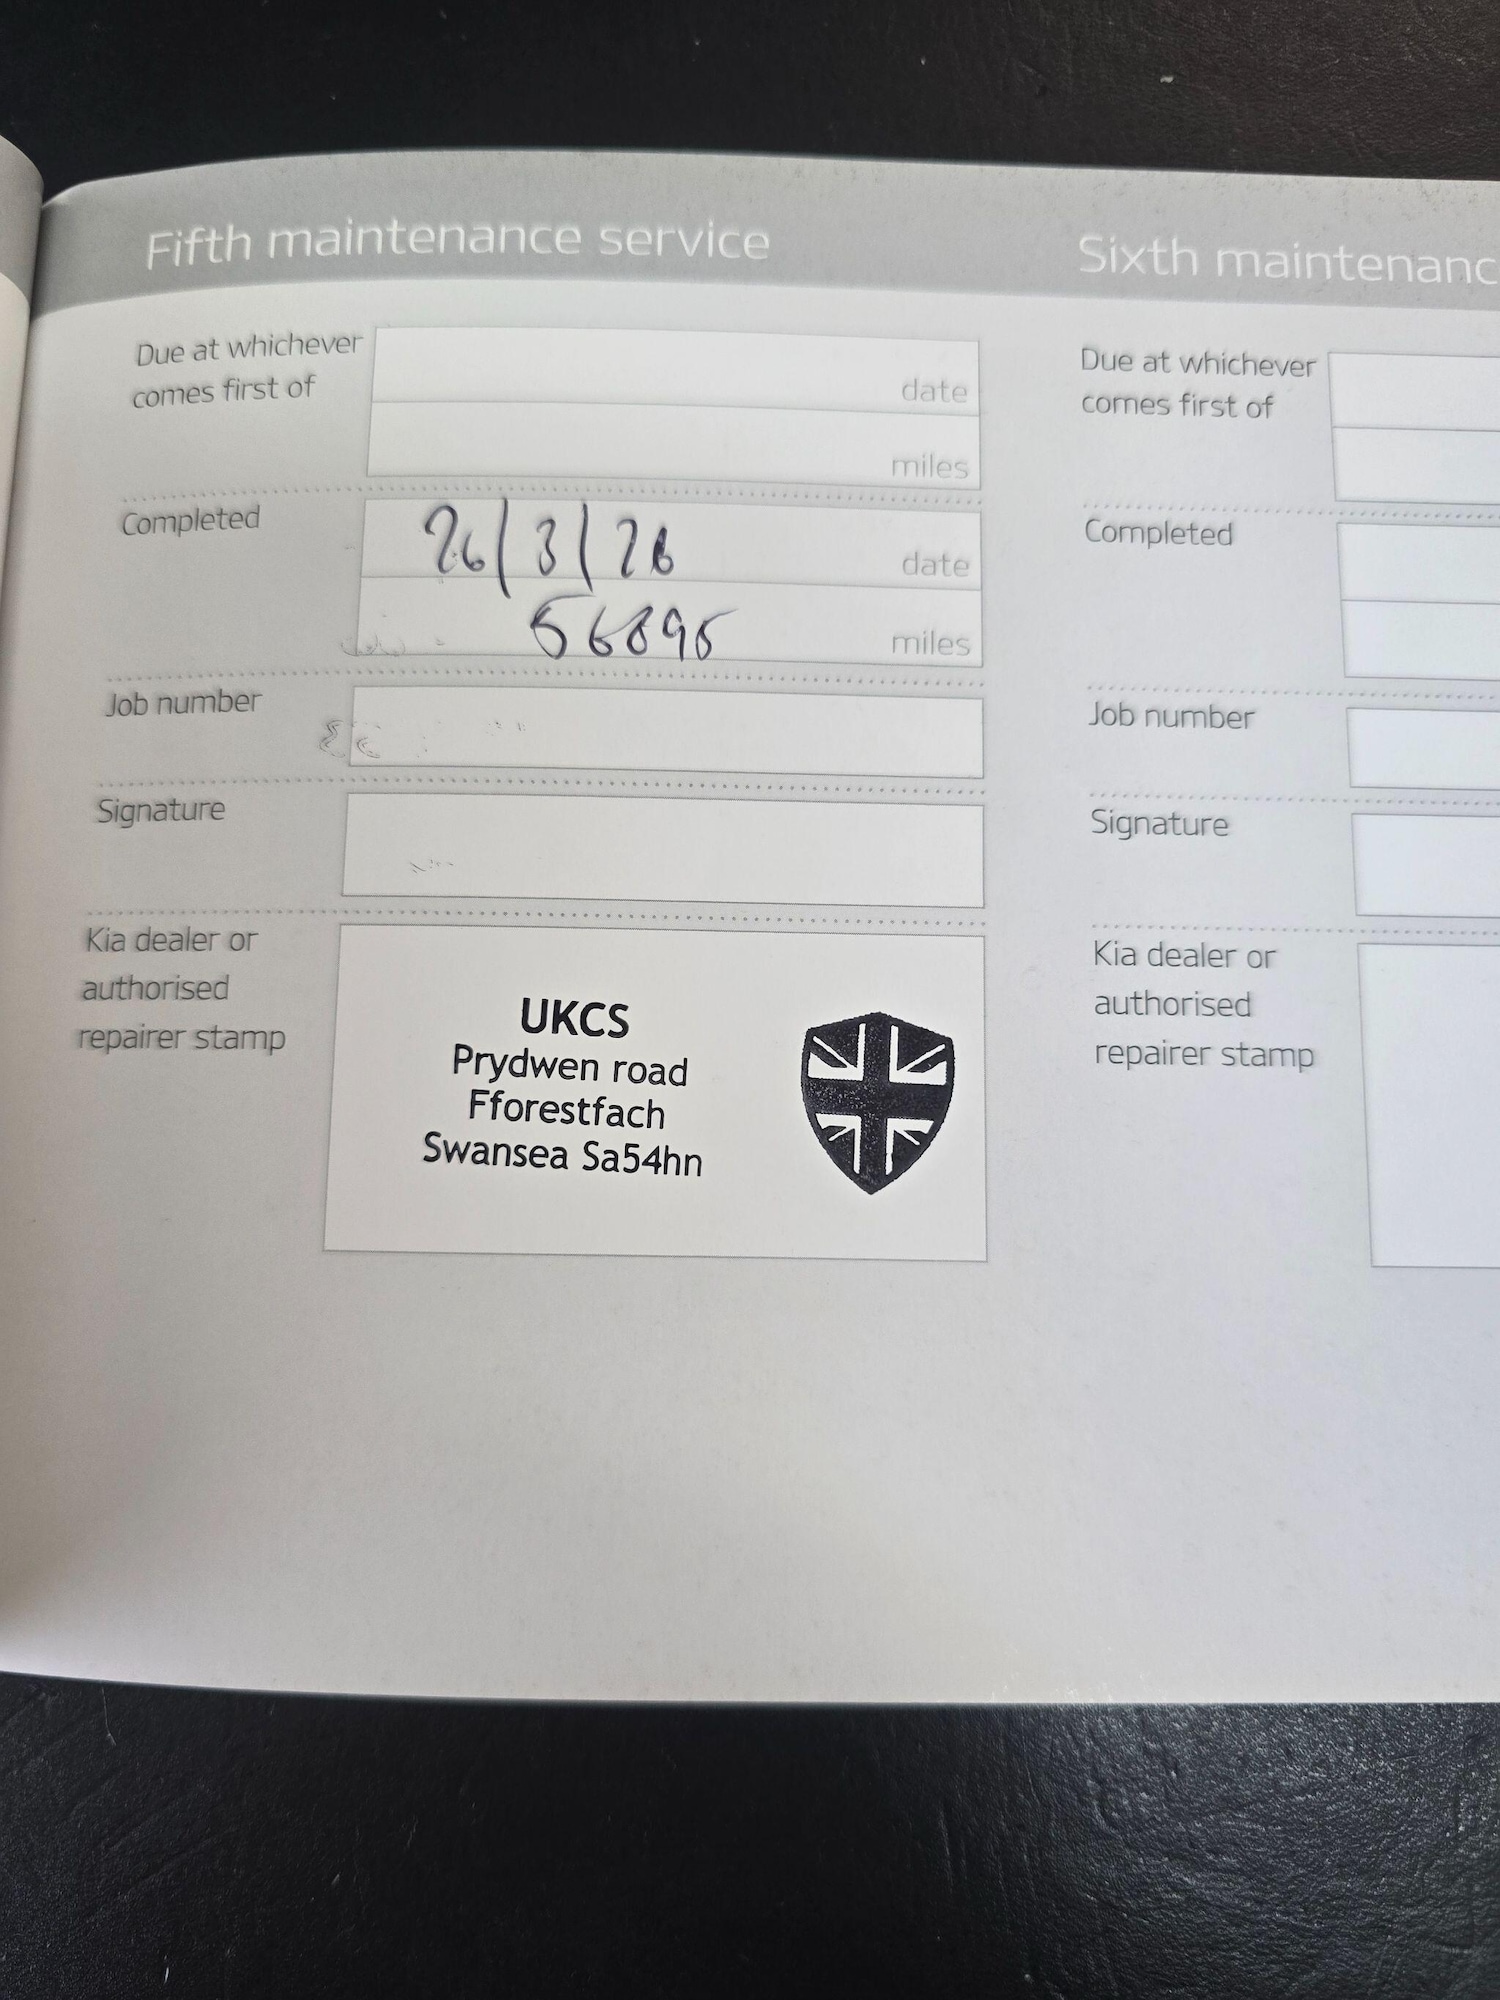 Fifth maintenance service
Due at whichever
comes first of
date
miles
Completed
26/3/26
date
56895
miles
Job number
Signature
Kia dealer or
authorised
repairer stamp
UKCS
Prydwen road
Fforestfach
Swansea Sa54hn
Sixth maintenanc
Due at whichever
comes first of
Completed
Job number
Signature
Kia dealer or
authorised
repairer stamp